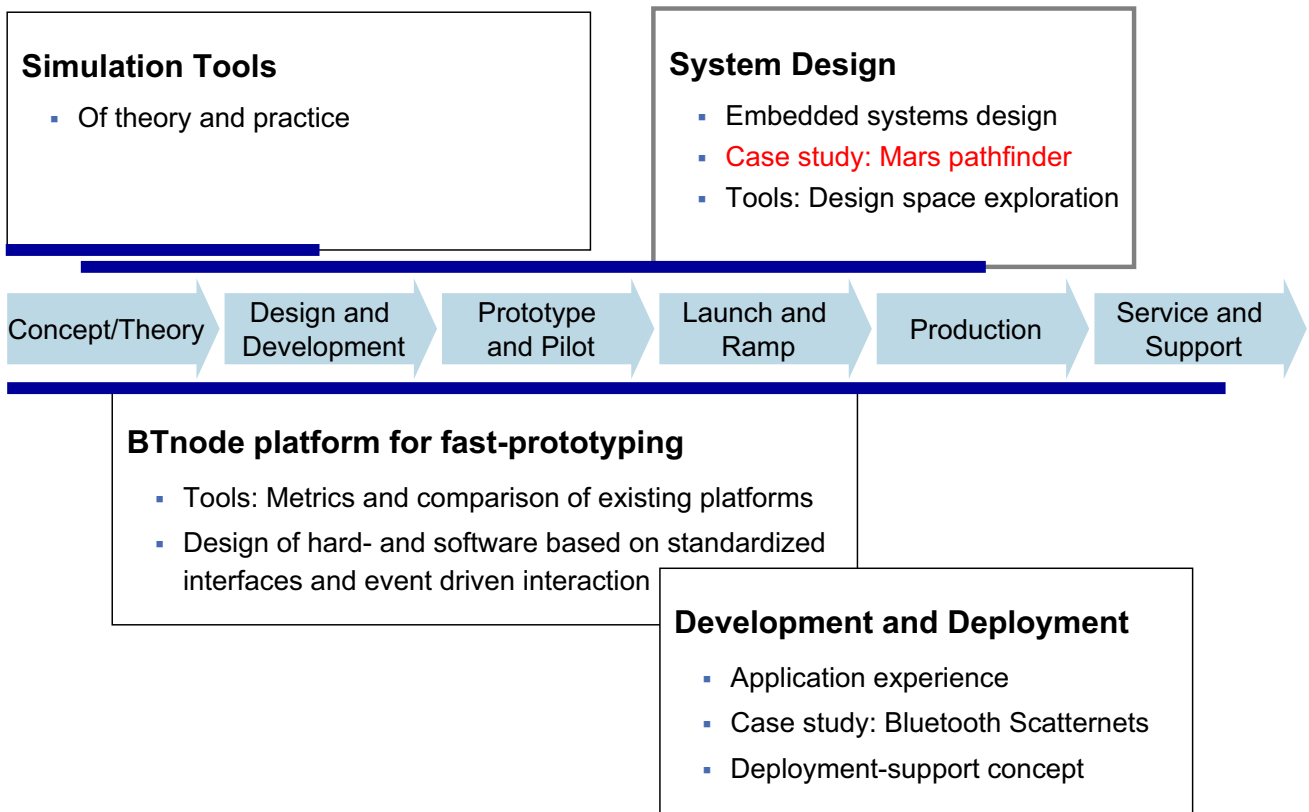 Simulation Tools
▪ Of theory and practice
System Design
▪ Embedded systems design
▪ Case study: Mars pathfinder
▪ Tools: Design space exploration
Concept/Theory
Design and
Development
Prototype
and Pilot
Launch and
Ramp
Production
Service and
Support
BTnode platform for fast-prototyping
▪ Tools: Metrics and comparison of existing platforms
▪ Design of hard- and software based on standardized
interfaces and event driven interaction
Development and Deployment
▪ Application experience
▪ Case study: Bluetooth Scatternets
▪ Deployment-support concept